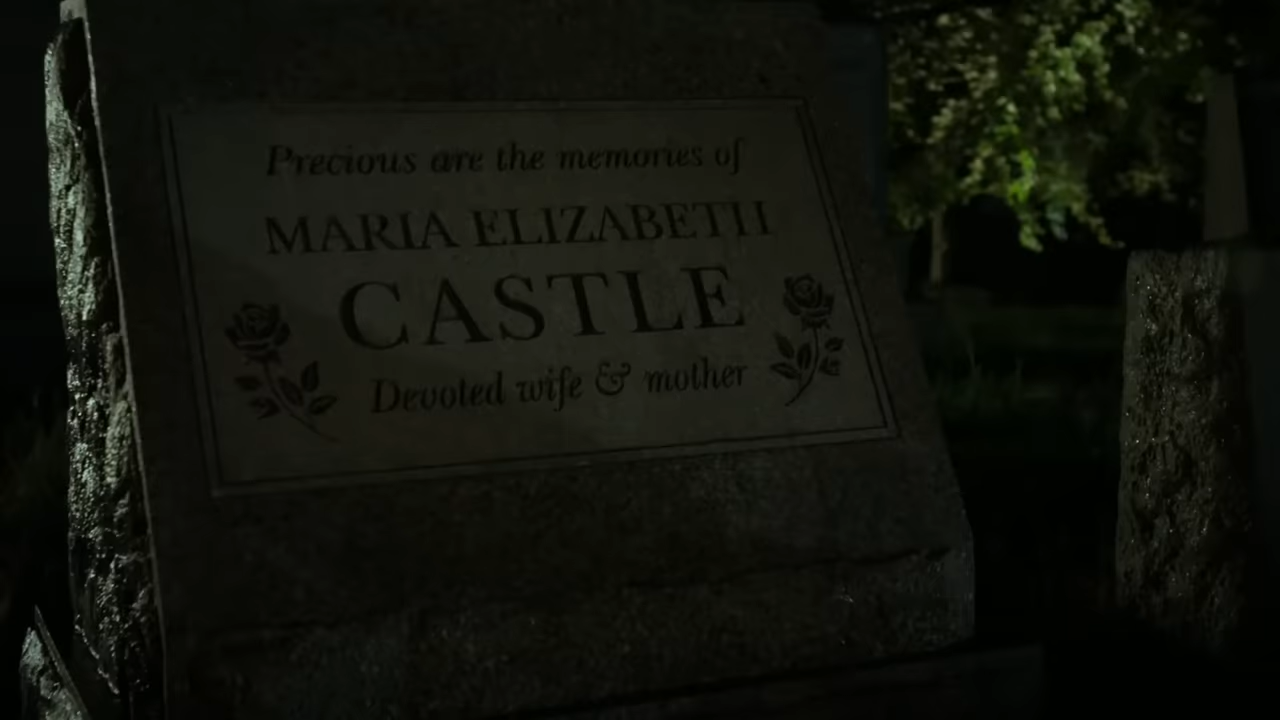 Precious are the memories of
MARIA ELIZABETH
CASTLE
Devoted wife & mother